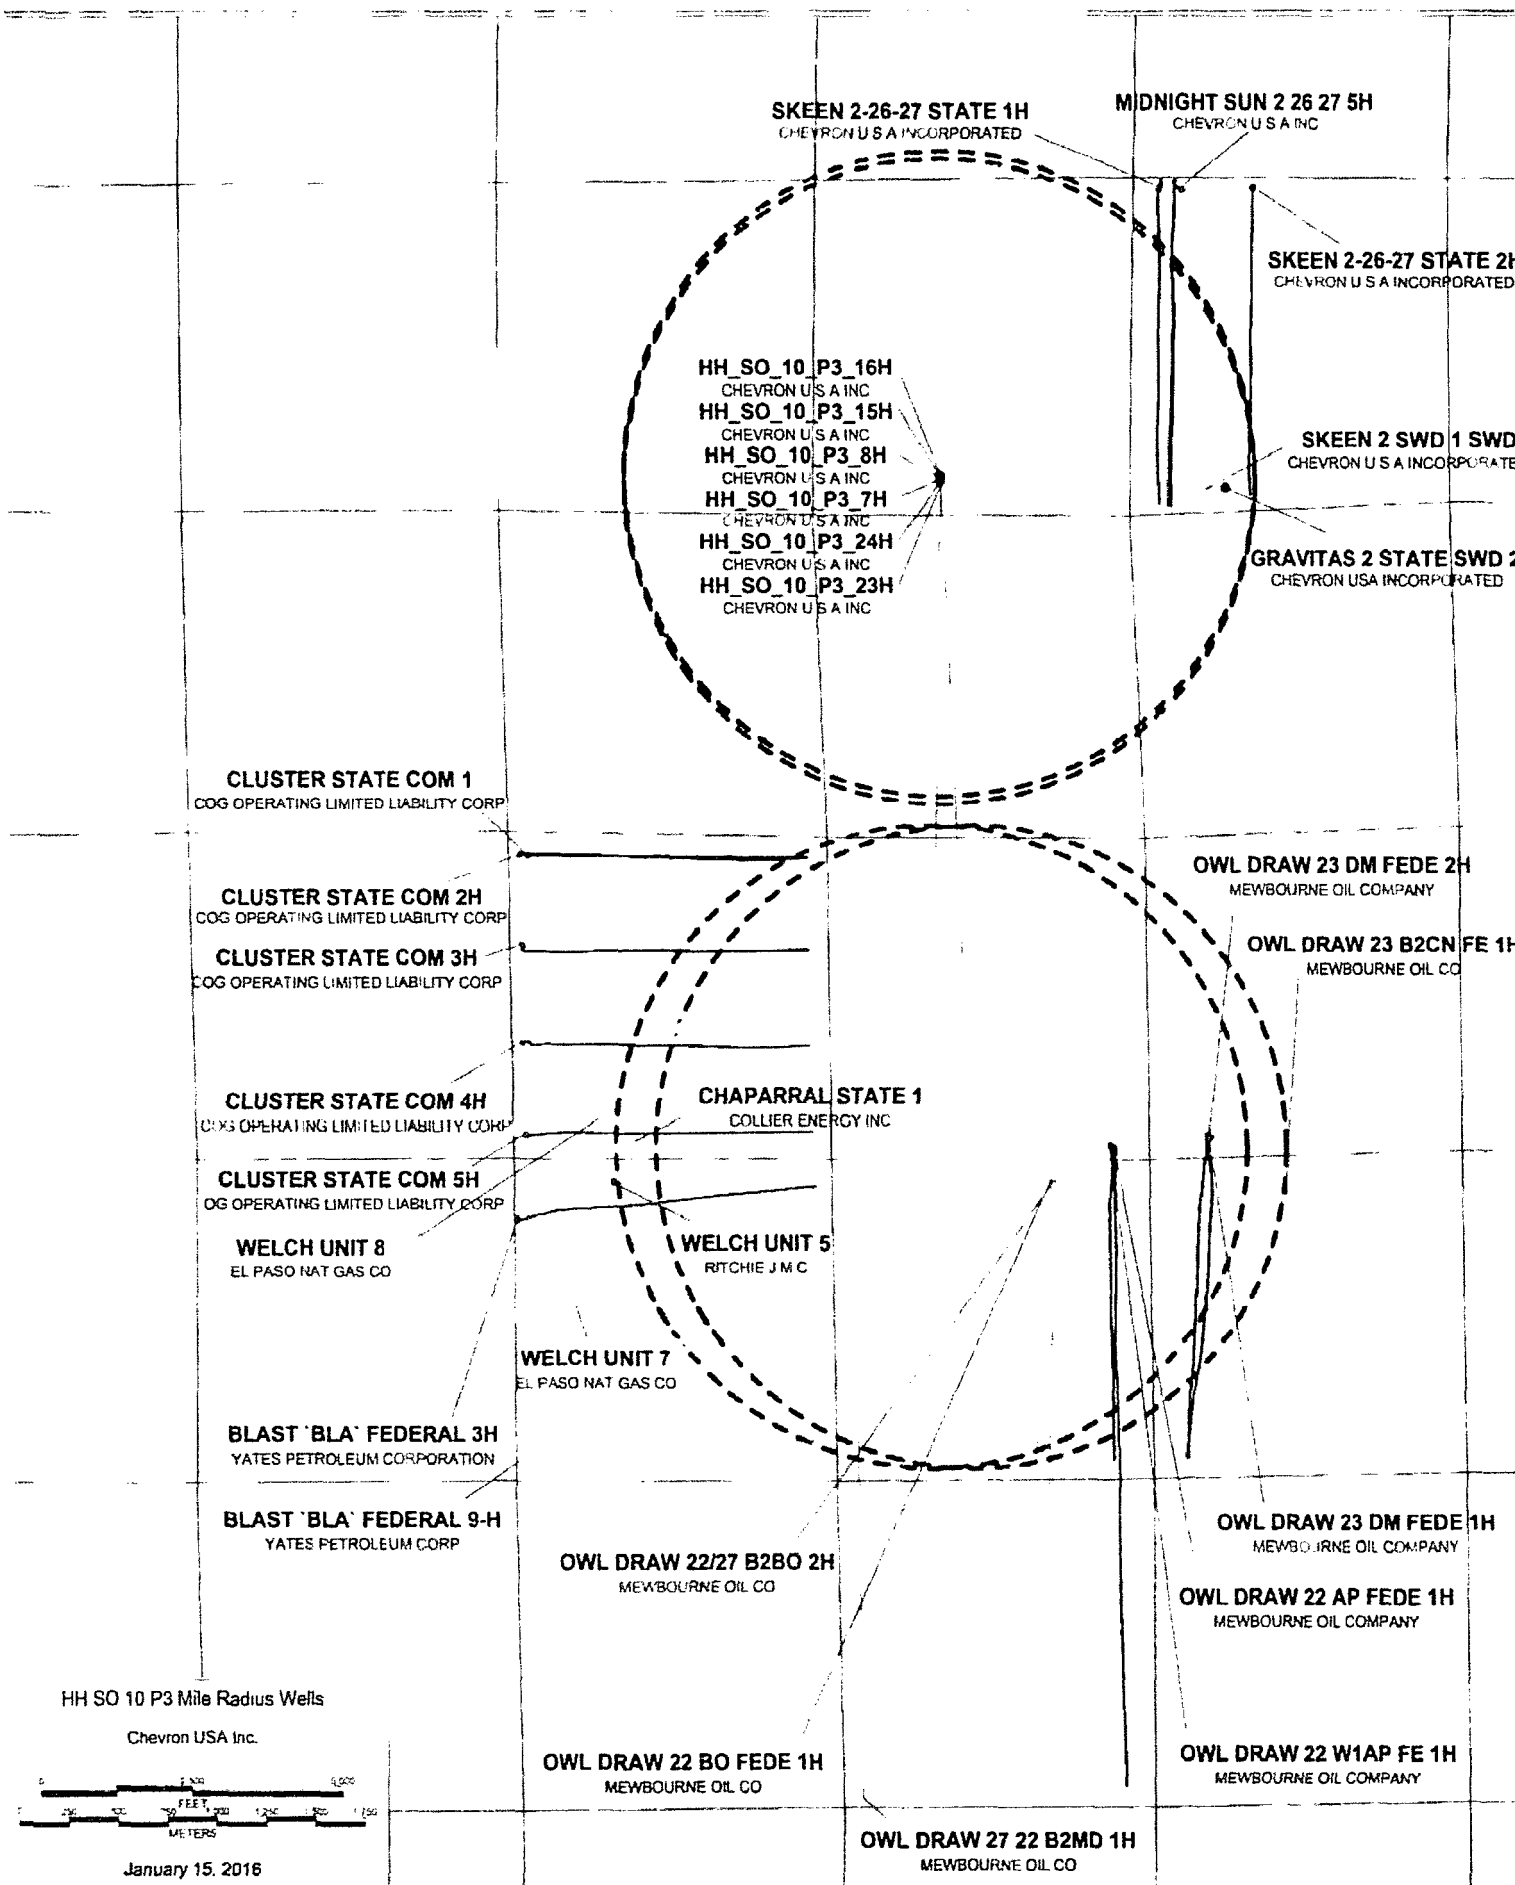 SKEEN 2-26-27 STATE 1H
CHEVRON U S A INCORPORATED
MIDNIGHT SUN 2 26 27 5H
CHEVRON U S A INC
SKEEN 2-26-27 STATE 2H
CHEVRON U S A INCORPORATED
HH_SO_10_P3_16H
CHEVRON U S A INC
HH_SO_10_P3_15H
CHEVRON U S A INC
HH_SO_10_P3_8H
CHEVRON U S A INC
HH_SO_10_P3_7H
CHEVRON U S A INC
HH_SO_10_P3_24H
CHEVRON U S A INC
HH_SO_10_P3_23H
CHEVRON U S A INC
SKEEN 2 SWD 1 SWD
CHEVRON U S A INCORPORATE
GRAVITAS 2 STATE SWD 2
CHEVRON USA INCORPORATED
CLUSTER STATE COM 1
COG OPERATING LIMITED LIABILITY CORP
CLUSTER STATE COM 2H
COG OPERATING LIMITED LIABILITY CORP
CLUSTER STATE COM 3H
COG OPERATING LIMITED LIABILITY CORP
CLUSTER STATE COM 4H
COG OPERATING LIMITED LIABILITY CORP
CLUSTER STATE COM 5H
OG OPERATING LIMITED LIABILITY CORP
WELCH UNIT 8
EL PASO NAT GAS CO
OWL DRAW 23 DM FEDE 2H
MEWBOURNE OIL COMPANY
OWL DRAW 23 B2CN FE 1H
MEWBOURNE OIL CO
CHAPARRAL STATE 1
COLLIER ENERGY INC
WELCH UNIT 5
RITCHIE J M C
WELCH UNIT 7
EL PASO NAT GAS CO
BLAST `BLA` FEDERAL 3H
YATES PETROLEUM CORPORATION
BLAST `BLA` FEDERAL 9-H
YATES PETROLEUM CORP
OWL DRAW 22/27 B2BO 2H
MEWBOURNE OIL CO
OWL DRAW 23 DM FEDE 1H
MEWBOURNE OIL COMPANY
OWL DRAW 22 AP FEDE 1H
MEWBOURNE OIL COMPANY
OWL DRAW 22 BO FEDE 1H
MEWBOURNE OIL CO
OWL DRAW 22 W1AP FE 1H
MEWBOURNE OIL COMPANY
OWL DRAW 27 22 B2MD 1H
MEWBOURNE OIL CO
HH SO 10 P3 Mile Radius Wells
Chevron USA Inc.
FEET
METERS
January 15, 2016